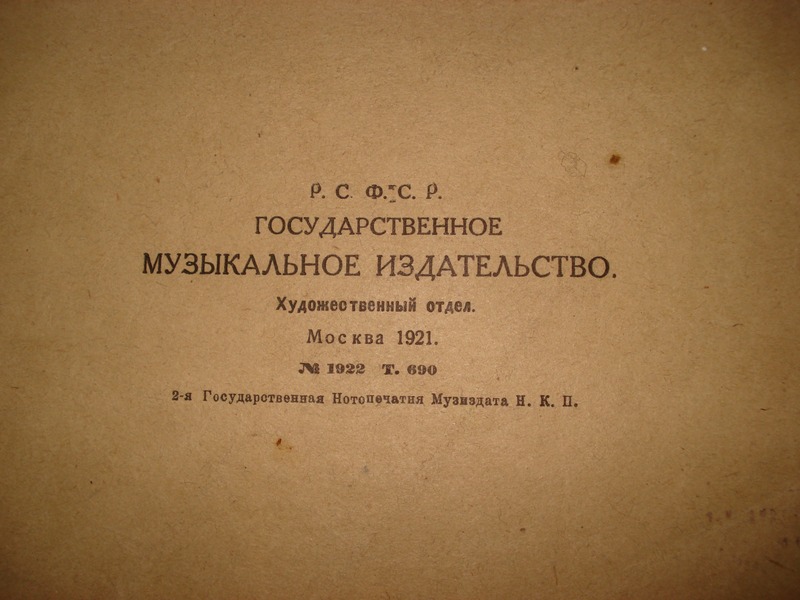 Р. С. Ф. С. Р.
ГОСУДАРСТВЕННОЕ
МУЗЫКАЛЬНОЕ ИЗДАТЕЛЬСТВО.
Художественный отдел.
Москва 1921.
№ 1922 Т. 690
2-я Государственная Нотопечатня Музиздата Н. К. П.